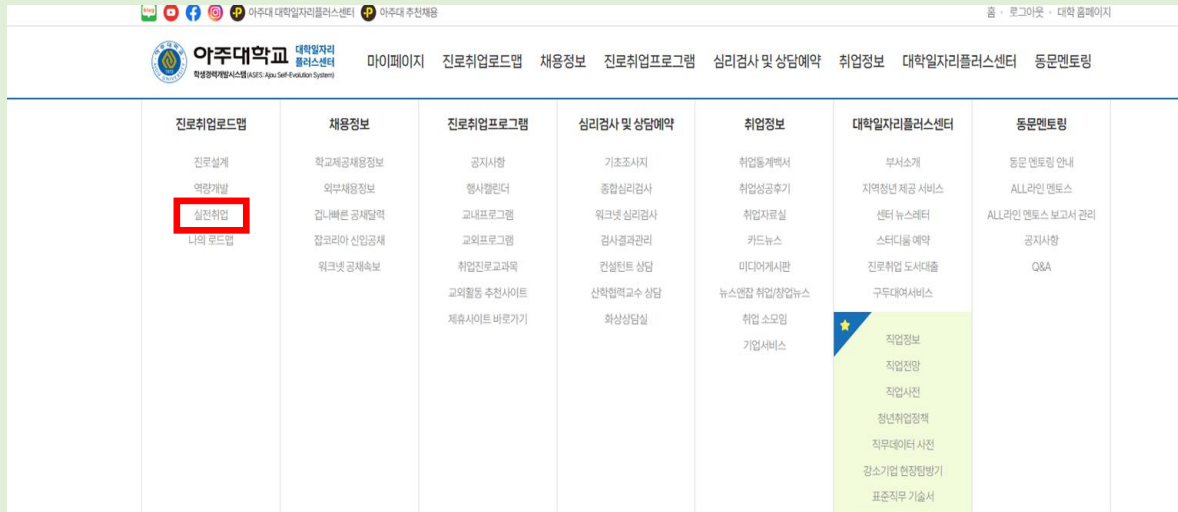 blog 아주대 대학일자리플러스센터 아주대 추천채용
홈 · 로그아웃 · 대학 홈페이지
아주대학교 대학일자리 플러스센터
학생경력개발시스템(ASES: Ajou Self-Evolution System)
마이페이지 진로취업로드맵 채용정보 진로취업프로그램 심리검사 및 상담예약 취업정보 대학일자리플러스센터 동문멘토링
진로취업로드맵
진로설계
역량개발
실전취업
나의 로드맵
채용정보
학교제공채용정보
외부채용정보
겁나빠른 공채달력
잡코리아 신입공채
워크넷 공채속보
진로취업프로그램
공지사항
행사캘린더
교내프로그램
교외프로그램
취업진로교과목
교외활동 추천사이트
제휴사이트 바로가기
심리검사 및 상담예약
기초조사지
종합심리검사
워크넷 심리검사
검사결과관리
컨설턴트 상담
산학협력교수 상담
화상상담실
취업정보
취업통계백서
취업성공후기
취업자료실
카드뉴스
미디어게시판
뉴스앤잡 취업/창업뉴스
취업 소모임
기업서비스
대학일자리플러스센터
부서소개
지역청년 제공 서비스
센터 뉴스레터
스터디룸 예약
진로취업 도서대출
구두대여서비스
직업정보
직업전망
직업사전
청년취업정책
직무데이터 사전
강소기업 현장탐방기
표준직무 기술서
동문멘토링
동문 멘토링 안내
ALL라인 멘토스
ALL라인 멘토스 보고서 관리
공지사항
Q&A